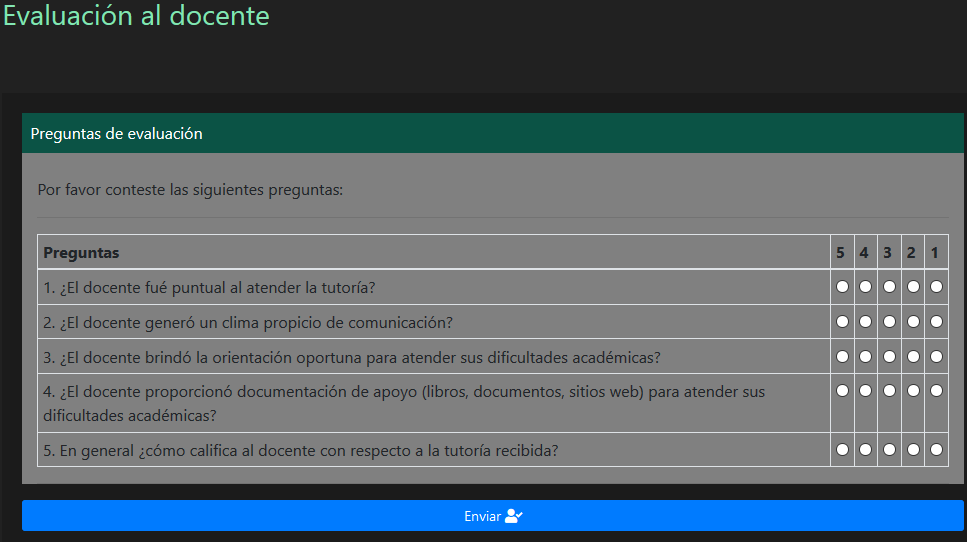 Evaluación al docente
Preguntas de evaluación
Por favor conteste las siguientes preguntas:
Preguntas 5 4 3 2 1
1. ¿El docente fué puntual al atender la tutoría?
2. ¿El docente generó un clima propicio de comunicación?
3. ¿El docente brindó la orientación oportuna para atender sus dificultades académicas?
4. ¿El docente proporcionó documentación de apoyo (libros, documentos, sitios web) para atender sus
dificultades académicas?
5. En general ¿cómo califica al docente con respecto a la tutoría recibida?
Enviar